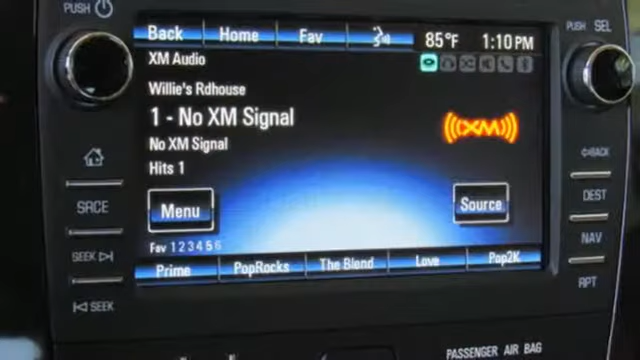 PUSH
PUSH SEL
Back Home Fav
85°F 1:10 PM
XM Audio
Willie's Rdhouse
1 - No XM Signal
No XM Signal
Hits 1
XM
Menu
Source
Fav 1 2 3 4 5 6
Prime PopRocks The Blend Love Pop2K
SRCE
SEEK
SEEK
BACK
DEST
NAV
RPT
PASSENGER AIR BAG